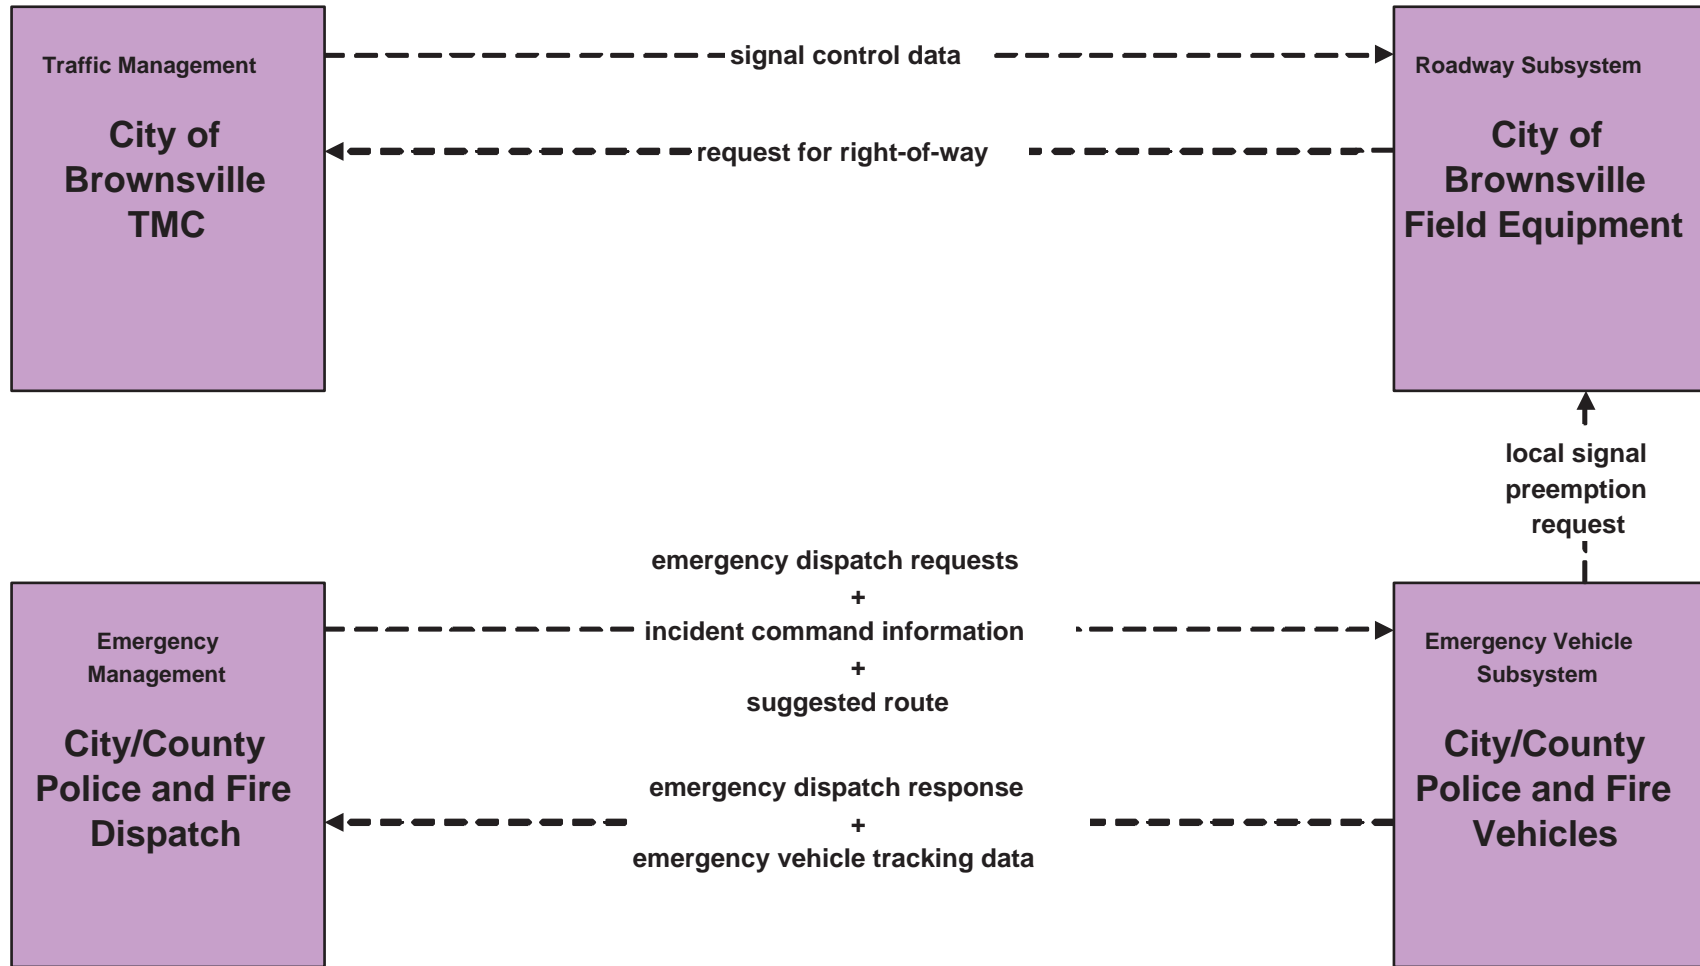 Traffic Management
City of
Brownsville
TMC
signal control data
request for right-of-way
Roadway Subsystem
City of
Brownsville
Field Equipment
local signal
preemption
request
Emergency
Management
City/County
Police and Fire
Dispatch
emergency dispatch requests
+
incident command information
+
suggested route
emergency dispatch response
+
emergency vehicle tracking data
Emergency Vehicle
Subsystem
City/County
Police and Fire
Vehicles